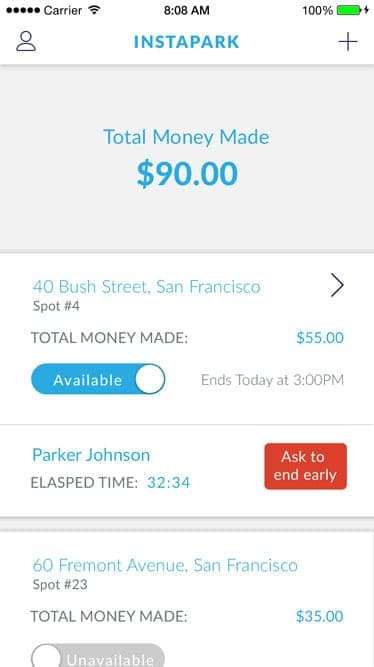 Carrier 8:08 AM 100%
INSTAPARK
Total Money Made
$90.00
40 Bush Street, San Francisco
Spot #4
TOTAL MONEY MADE: $55.00
Available Ends Today at 3:00PM
Parker Johnson
ELASPED TIME: 32:34
Ask to
end early
60 Fremont Avenue, San Francisco
Spot #23
TOTAL MONEY MADE: $35.00
Unavailable